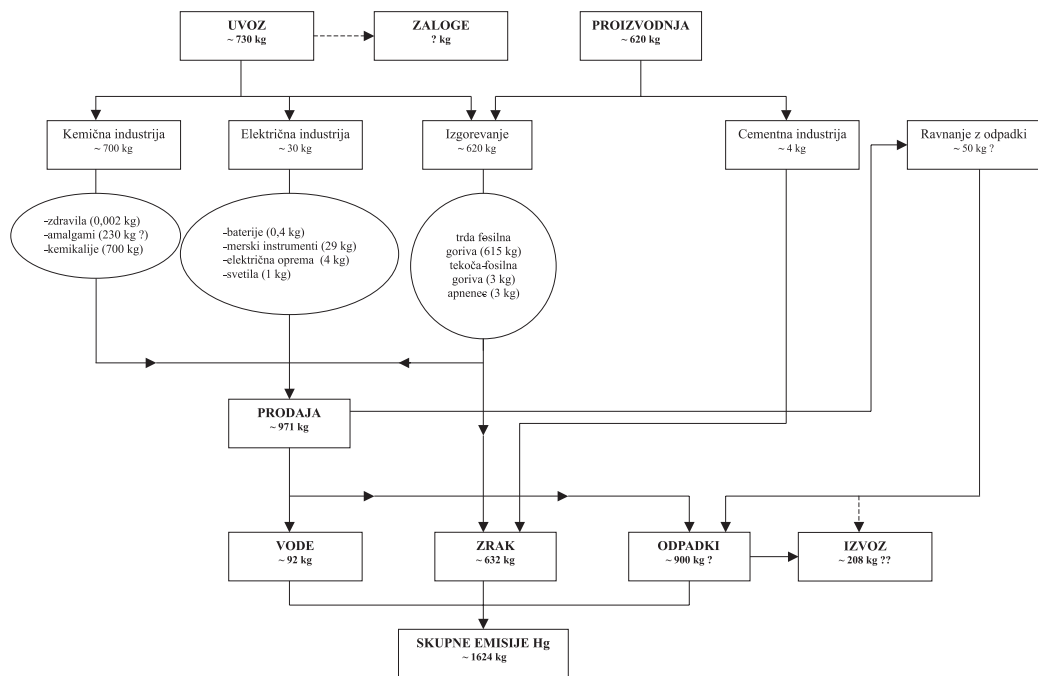 UVOZ
~ 730 kg
ZALOGE
? kg
PROIZVODNJA
~ 620 kg
Kemična industrija
~ 700 kg
Električna industrija
~ 30 kg
Izgorevanje
~ 620 kg
Cementna industrija
~ 4 kg
Ravnanje z odpadki
~ 50 kg ?
-zdravila (0,002 kg)
-amalgami (230 kg ?)
-kemikalije (700 kg)
-baterije (0,4 kg)
-merski instrumenti (29 kg)
-električna oprema (4 kg)
-svetila (1 kg)
trda fosilna
goriva (615 kg)
tekoča fosilna
goriva (3 kg)
apnenec (3 kg)
PRODAJA
~ 971 kg
VODE
~ 92 kg
ZRAK
~ 632 kg
ODPADKI
~ 900 kg ?
IZVOZ
~ 208 kg ??
SKUPNE EMISIJE Hg
~ 1624 kg